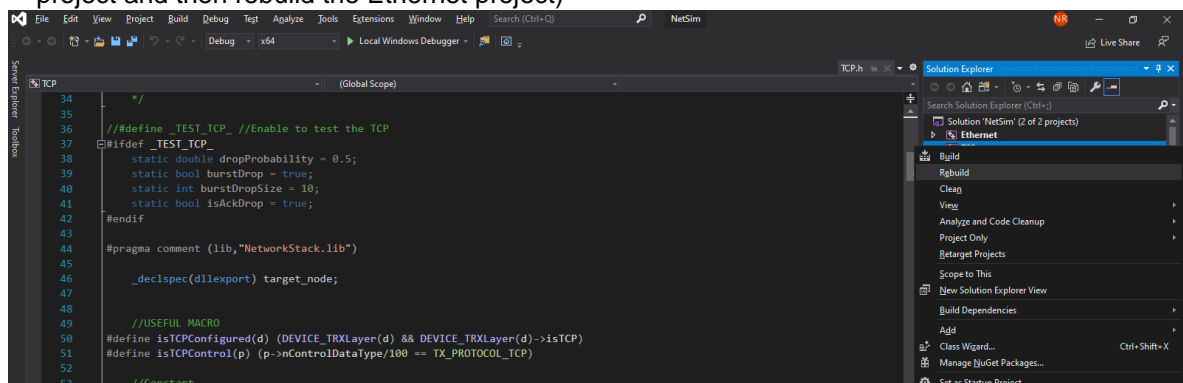 project and then rebuild the Ethernet project)
File Edit View Project Build Debug Test Analyze Tools Extensions Window Help Search (Ctrl+Q) NetSim NR
Debug x64 Local Windows Debugger Live Share
TCP.h Solution Explorer
TCP (Global Scope)
Server Explorer Toolbox
Search Solution Explorer (Ctrl+;)
Solution 'NetSim' (2 of 2 projects)
Ethernet
34 */
35
36 //#define _TEST_TCP_ //Enable to test the TCP
37 #ifdef _TEST_TCP_
38 static double dropProbability = 0.5;
39 static bool burstDrop = true;
40 static int burstDropSize = 10;
41 static bool isAckDrop = true;
42 #endif
43
44 #pragma comment (lib,"NetworkStack.lib")
45
46 _declspec(dllexport) target_node;
47
48
49 //USEFUL MACRO
50 #define isTCPConfigured(d) (DEVICE_TRXLayer(d) && DEVICE_TRXLayer(d)->isTCP)
51 #define isTCPControl(p) (p->nControlDataType/100 == TX_PROTOCOL_TCP)
52
53 //Constant
Build
Rebuild
Clean
View
Analyze and Code Cleanup
Project Only
Retarget Projects
Scope to This
New Solution Explorer View
Build Dependencies
Add
Class Wizard... Ctrl+Shift+X
Manage NuGet Packages...
Set as Startup Project